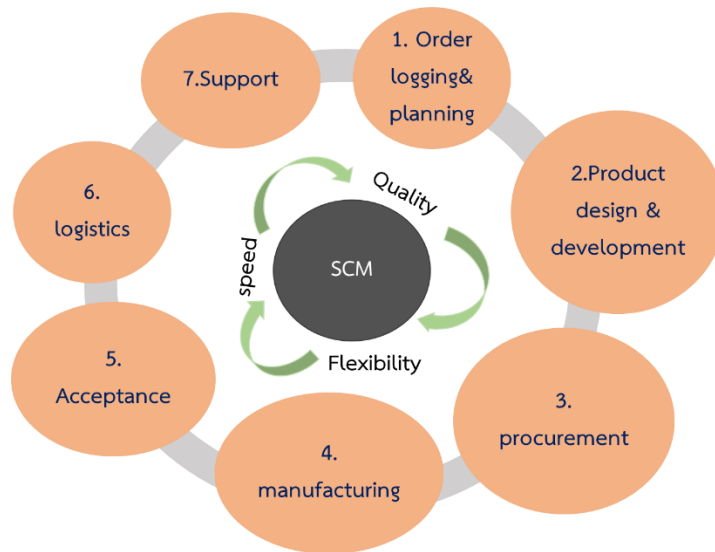 1. Order
logging&
planning
2.Product
design &
development
3.
procurement
4.
manufacturing
5.
Acceptance
6.
logistics
7.Support
Quality
SCM
speed
Flexibility